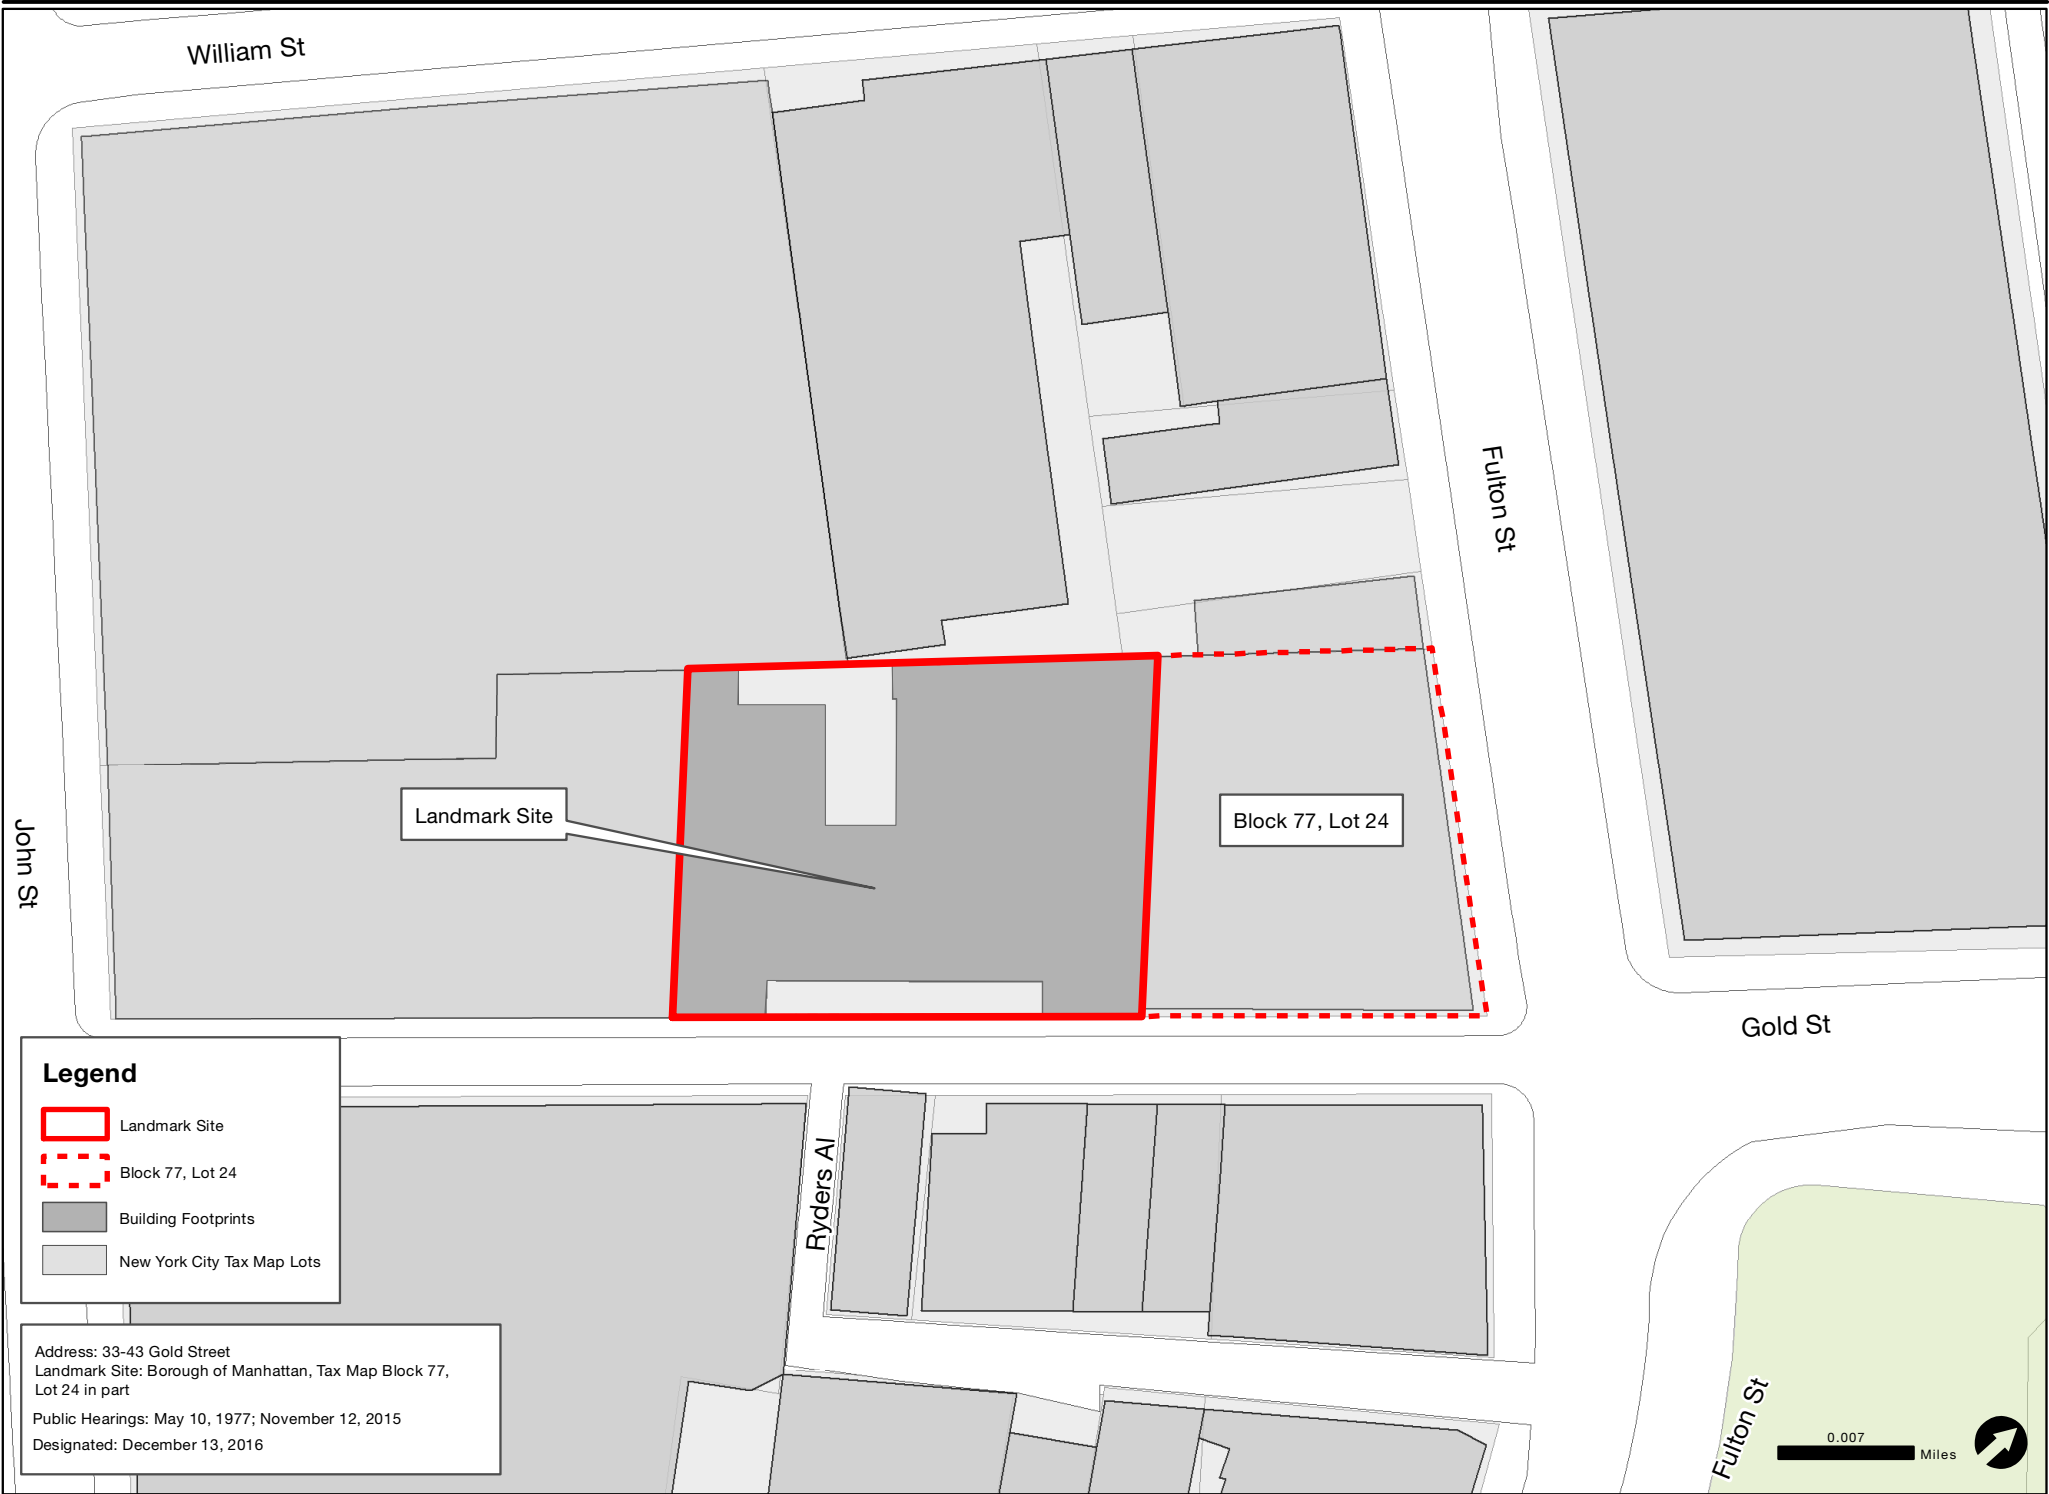 William St
Fulton St
Landmark Site
Block 77, Lot 24
John St
Gold St
Ryders Al
Legend
Landmark Site
Block 77, Lot 24
Building Footprints
New York City Tax Map Lots
Address: 33-43 Gold Street
Landmark Site: Borough of Manhattan, Tax Map Block 77,
Lot 24 in part
Public Hearings: May 10, 1977; November 12, 2015
Designated: December 13, 2016
Fulton St
0.007
Miles